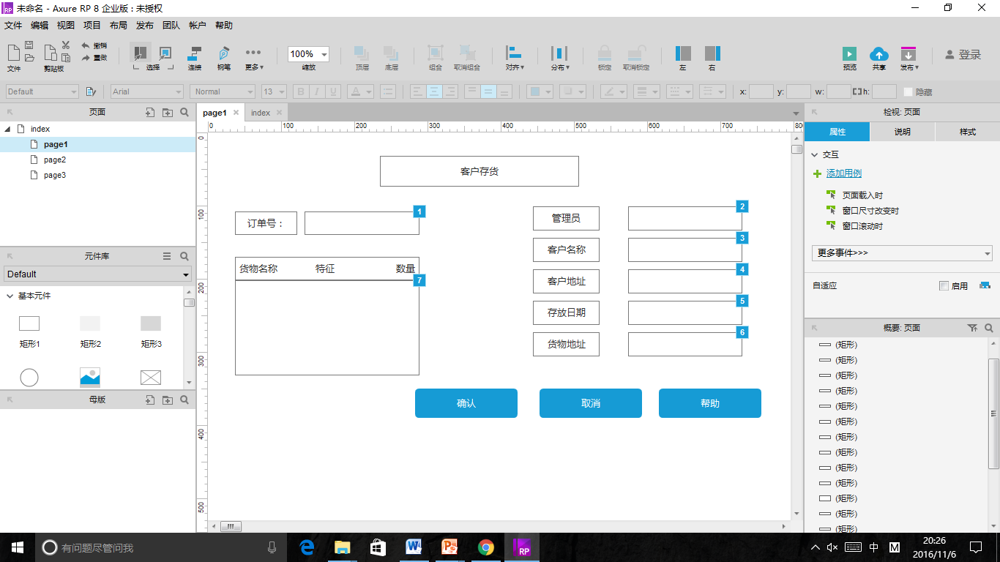 未命名 - Axure RP 8 企业版 : 未授权
文件 编辑 视图 项目 布局 发布 团队 帐户 帮助
文件 剪贴板 撤销 重做 选择 连接 钢笔 更多 100% 缩放 顶层 底层 组合 取消组合 对齐 分布 锁定 取消锁定 左 右 预览 共享 发布 登录
Default Arial Normal 13 B I U A x: y: w: h: 隐藏
页面
index
page1
page2
page3
元件库
Default
基本元件
矩形1 矩形2 矩形3
母版
page1 index
0 100 200 300 400 500 600 700 800
0
100
200
300
400
500
客户存货
订单号： 1
货物名称 特征 数量
7
管理员 2
客户名称 3
客户地址 4
存放日期 5
货物地址 6
确认 取消 帮助
检视: 页面
属性 说明 样式
交互
添加用例
页面载入时
窗口尺寸改变时
窗口滚动时
更多事件>>>
自适应 启用
概要: 页面
(矩形)
(矩形)
(矩形)
(矩形)
(矩形)
(矩形)
(矩形)
(矩形)
(矩形)
(矩形)
(矩形)
(矩形)
(矩形)
有问题尽管问我
RP
中 M
20:26
2016/11/6